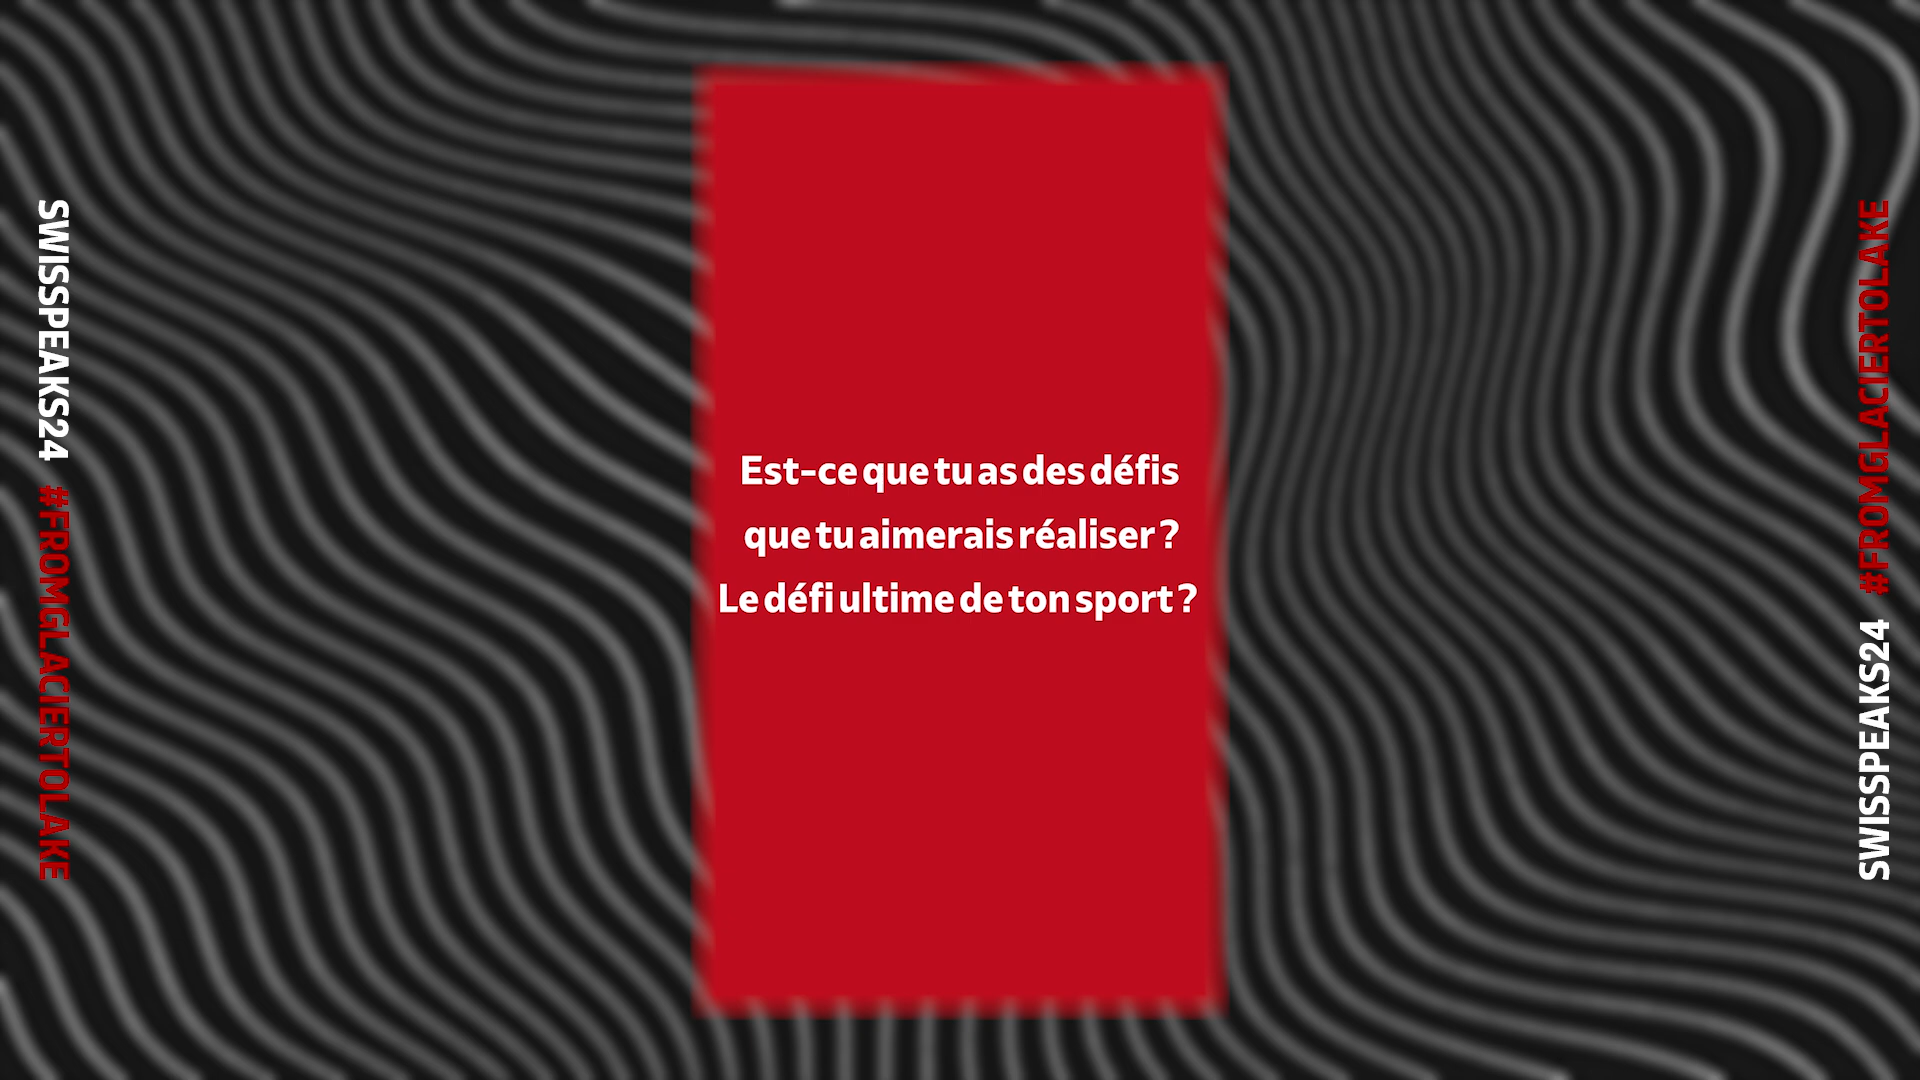 SWISSPEAKS24 #FROMGLACIERTOLAKE
Est-ce que tu as des défis
que tu aimerais réaliser ?
Le défi ultime de ton sport ?
SWISSPEAKS24 #FROMGLACIERTOLAKE